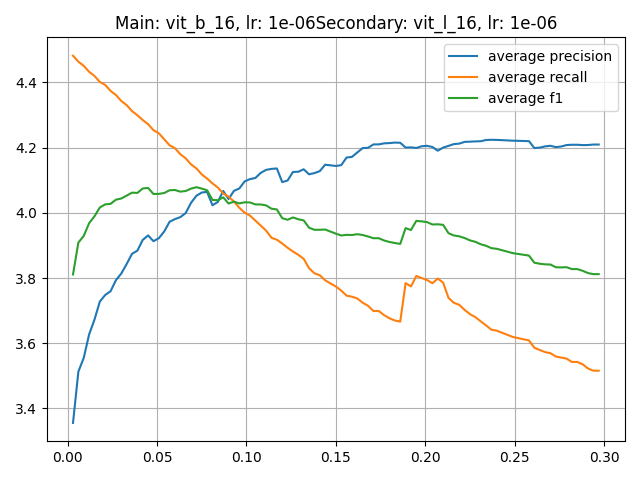 Main: vit_b_16, lr: 1e-06Secondary: vit_l_16, lr: 1e-06
average precision
average recall
average f1
4.4
4.2
4.0
3.8
3.6
3.4
0.00 0.05 0.10 0.15 0.20 0.25 0.30